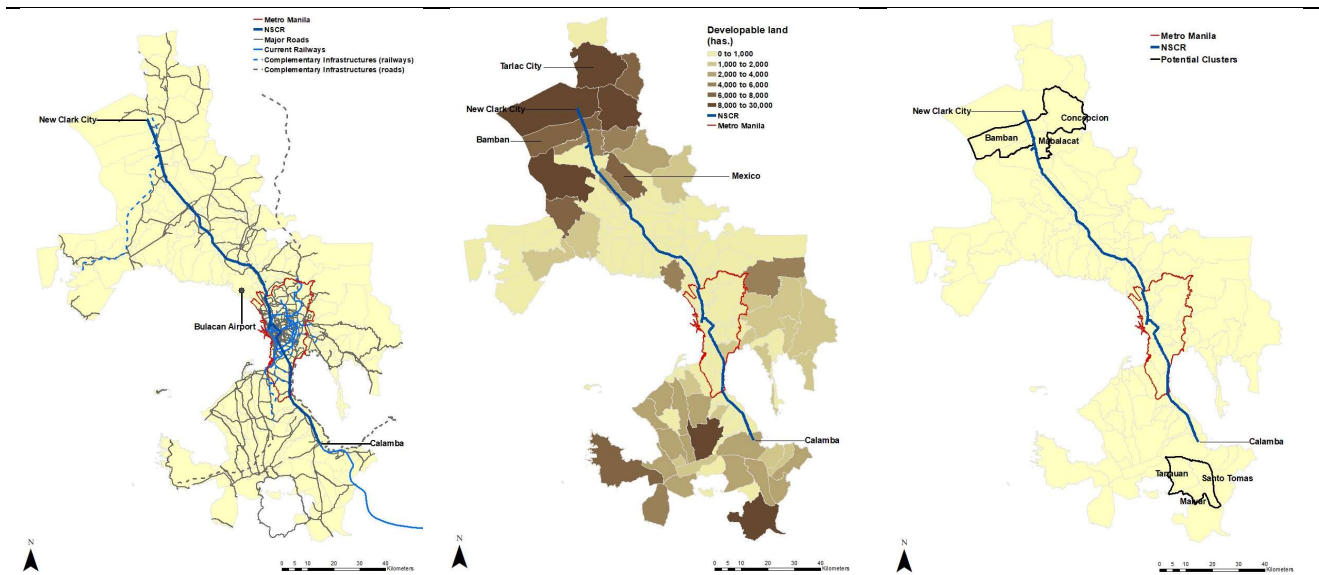 Metro Manila
NSCR
Major Roads
Current Railways
Complementary Infrastructures (railways)
Complementary Infrastructures (roads)
New Clark City
Bulacan Airport
Calamba
N
0 5 10 20 30 40
Kilometers
Developable land
(has.)
0 to 1,000
1,000 to 2,000
2,000 to 4,000
4,000 to 6,000
6,000 to 8,000
8,000 to 30,000
NSCR
Metro Manila
Tarlac City
New Clark City
Bamban
Mexico
Calamba
N
0 5 10 20 30 40
Kilometers
Metro Manila
NSCR
Potential Clusters
New Clark City
Concepcion
Bamban
Mabalacat
Calamba
Tanauan
Santo Tomas
Malvar
N
0 5 10 20 30 40
Kilometers